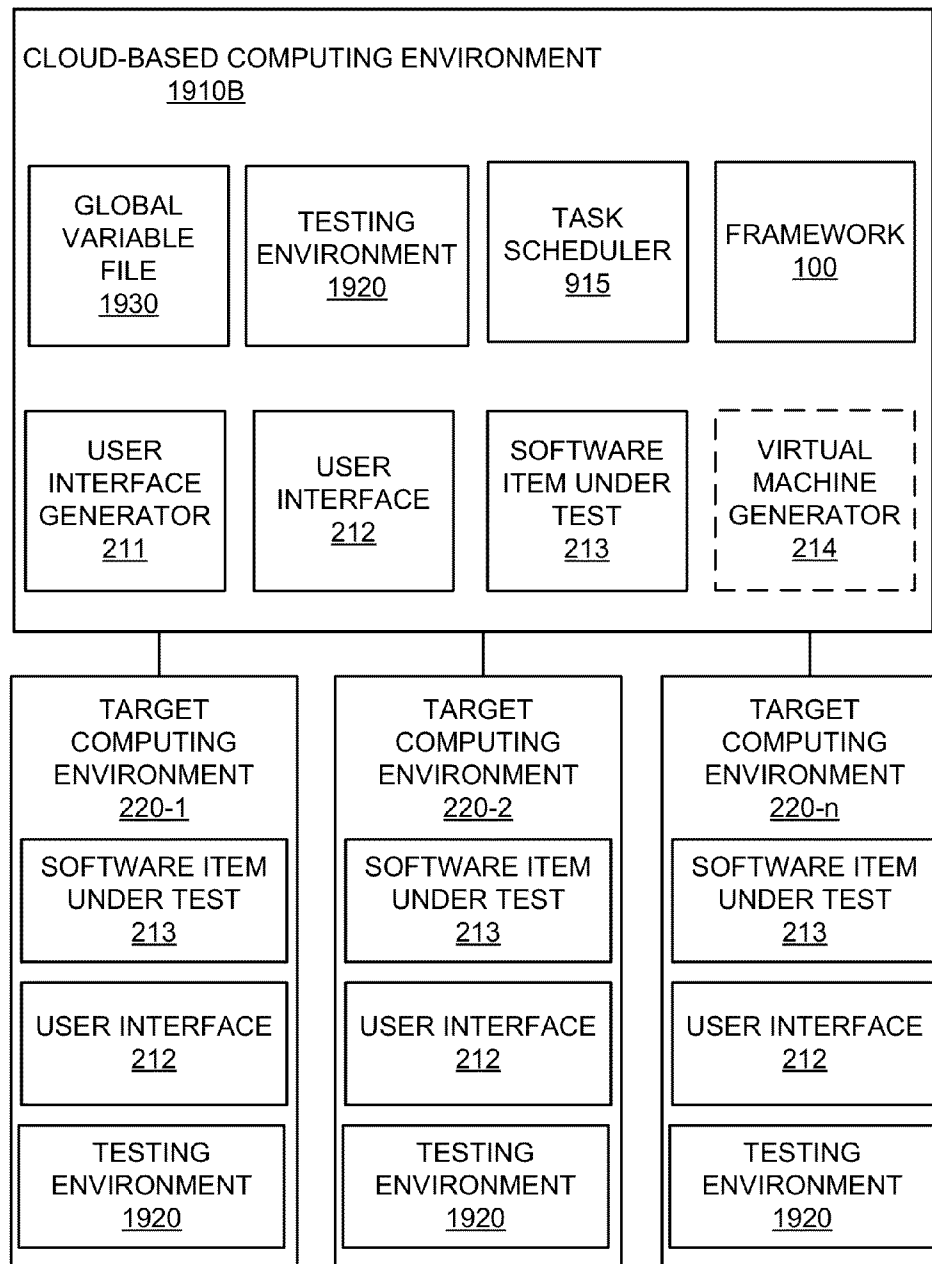 CLOUD-BASED COMPUTING ENVIRONMENT
1910B
GLOBAL
VARIABLE
FILE
1930
TESTING
ENVIRONMENT
1920
TASK
SCHEDULER
915
FRAMEWORK
100
USER
INTERFACE
GENERATOR
211
USER
INTERFACE
212
SOFTWARE
ITEM UNDER
TEST
213
VIRTUAL
MACHINE
GENERATOR
214
TARGET
COMPUTING
ENVIRONMENT
220-1
SOFTWARE ITEM
UNDER TEST
213
USER INTERFACE
212
TESTING
ENVIRONMENT
1920
TARGET
COMPUTING
ENVIRONMENT
220-2
SOFTWARE ITEM
UNDER TEST
213
USER INTERFACE
212
TESTING
ENVIRONMENT
1920
TARGET
COMPUTING
ENVIRONMENT
220-n
SOFTWARE ITEM
UNDER TEST
213
USER INTERFACE
212
TESTING
ENVIRONMENT
1920